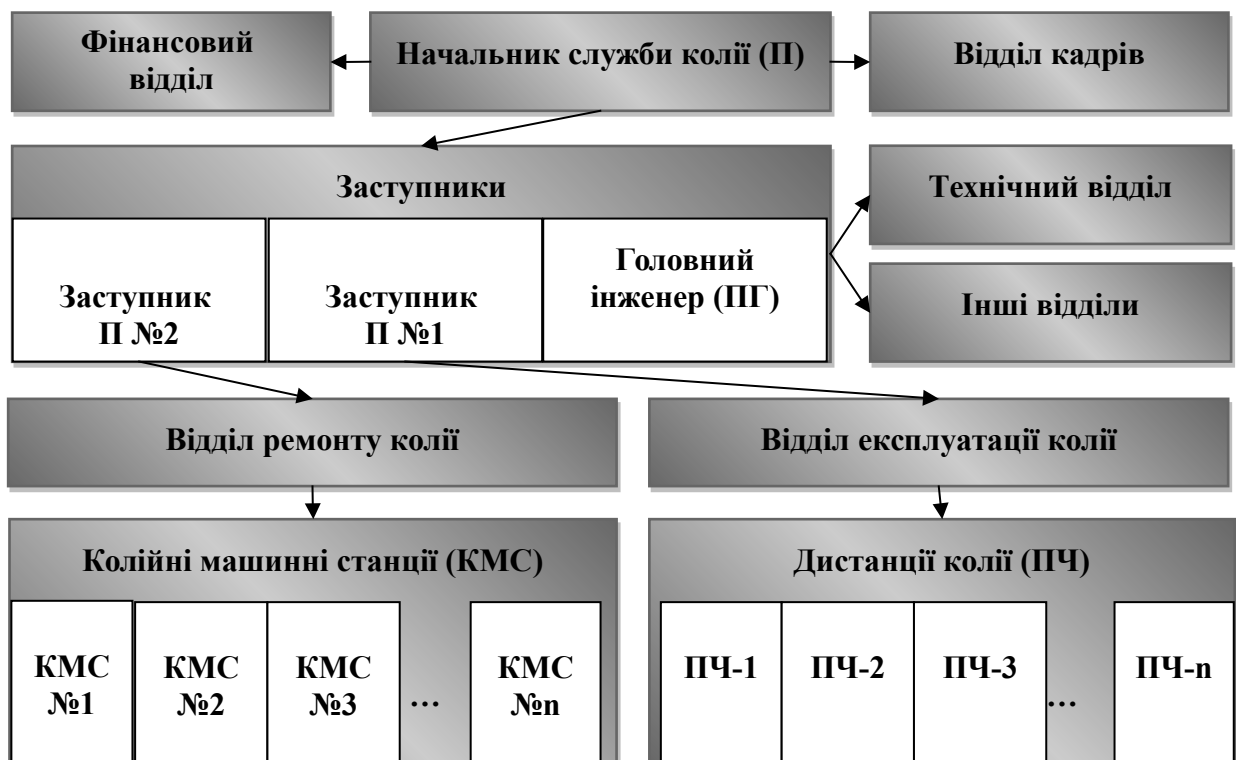 Фінансовий
відділ
Начальник служби колії (П)
Відділ кадрів
Заступники
Заступник
П №2
Заступник
П №1
Головний
інженер (ПГ)
Технічний відділ
Інші відділи
Відділ ремонту колії
Відділ експлуатації колії
Колійні машинні станції (КМС)
КМС
№1
КМС
№2
КМС
№3
...
КМС
№n
Дистанції колії (ПЧ)
ПЧ-1
ПЧ-2
ПЧ-3
...
ПЧ-n